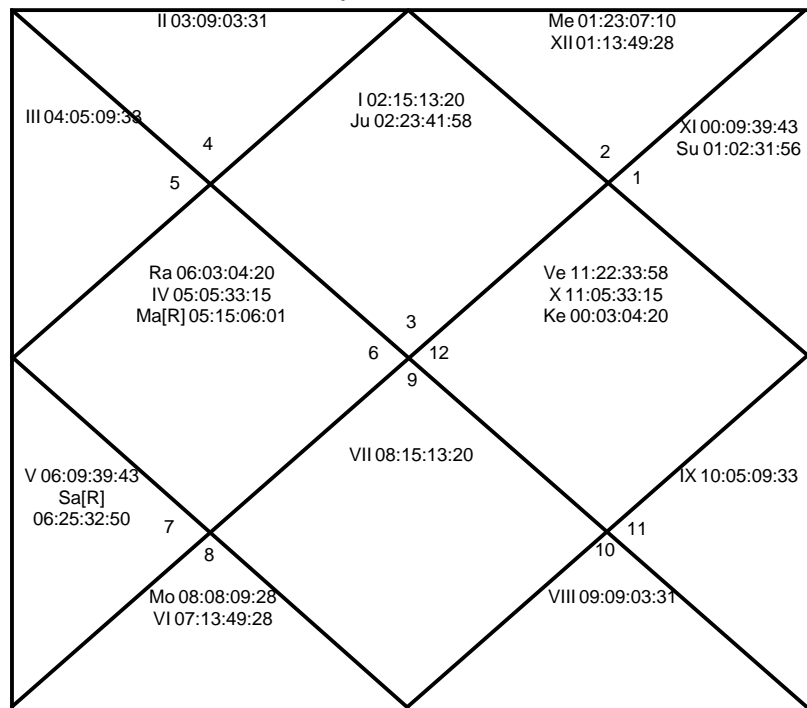 II 03:09:03:31
Me 01:23:07:10
XII 01:13:49:28
III 04:05:09:33
I 02:15:13:20
Ju 02:23:41:58
XI 00:09:39:43
Su 01:02:31:56
4
2
5
1
Ra 06:03:04:20
IV 05:05:33:15
Ma[R] 05:15:06:01
Ve 11:22:33:58
X 11:05:33:15
Ke 00:03:04:20
3
6
12
9
VII 08:15:13:20
V 06:09:39:43
Sa[R]
06:25:32:50
IX 10:05:09:33
7
11
8
10
Mo 08:08:09:28
VI 07:13:49:28
VIII 09:09:03:31